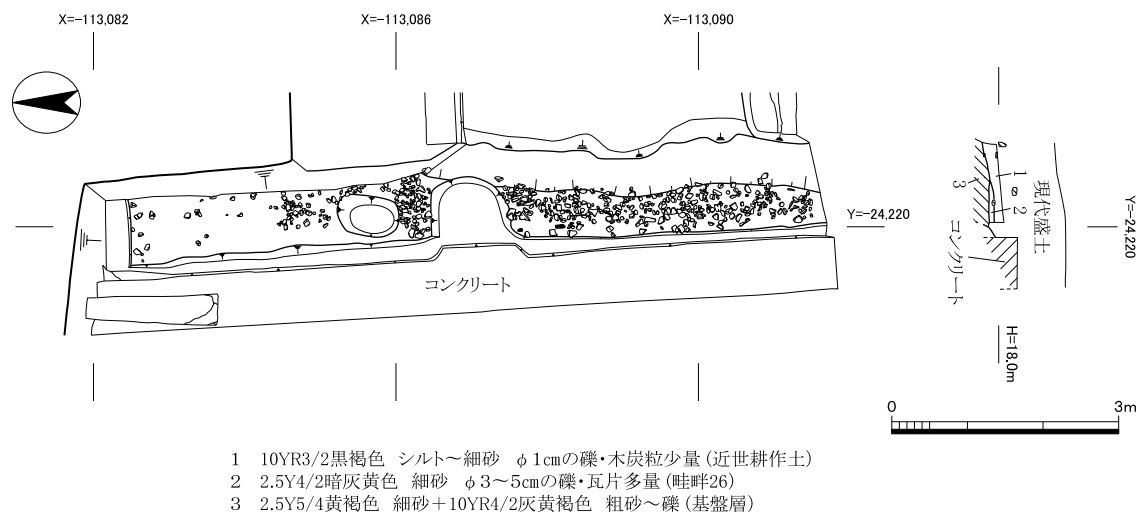 X=-113,082
X=-113,086
X=-113,090
Y=-24,220
Y=-24,220
1
2
3
現代盛土
コンクリート
コンクリート
H=18.0m
0
3m
1 10YR3/2黒褐色 シルト～細砂 φ1㎝の礫・木炭粒少量(近世耕作土)
2 2.5Y4/2暗灰黄色 細砂 φ3～5㎝の礫・瓦片多量(畦畔26)
3 2.5Y5/4黄褐色 細砂＋10YR4/2灰黄褐色 粗砂～礫(基盤層)